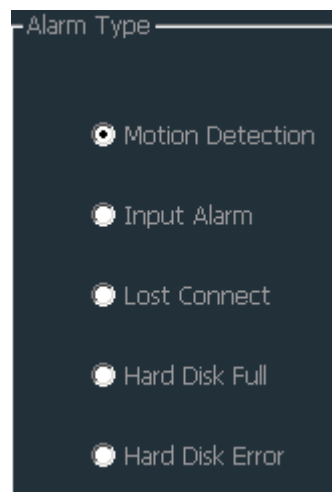 Alarm Type
Motion Detection
Input Alarm
Lost Connect
Hard Disk Full
Hard Disk Error